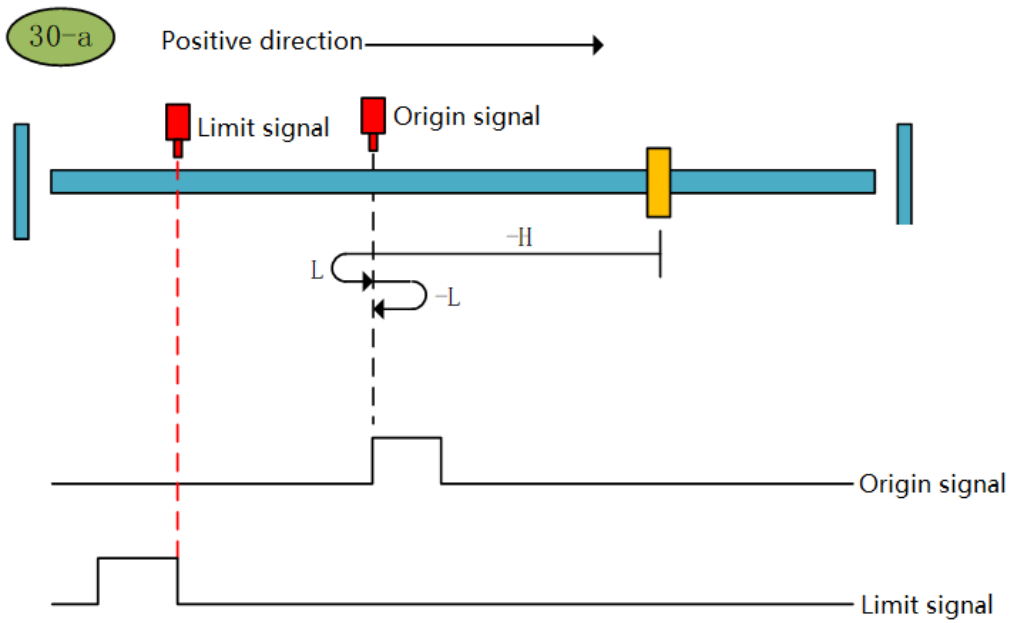 30-a
Positive direction
Limit signal
Origin signal
-H
L
-L
Origin signal
Limit signal